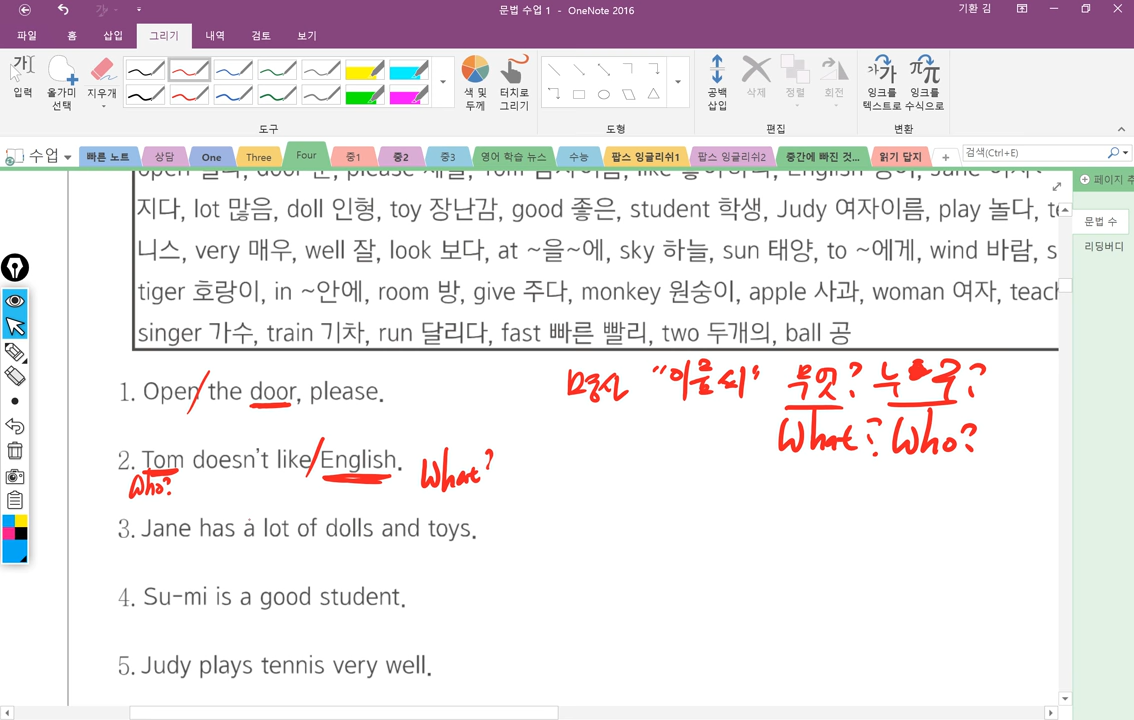 문법 수업 1 - OneNote 2016
기환 김
파일 홈 삽입 그리기 내역 검토 보기
입력
올가미 선택
지우개
색 및 두께
터치로 그리기
공백 삽입
삭제
정렬
회전
잉크를 텍스트로
잉크를 수식으로
도구 도형 편집 변환
수업 빠른 노트 상담 One Three Four 중1 중2 중3 영어 학습 뉴스 수능 팝스 잉글리쉬1 팝스 잉글리쉬2 중간에 빠진 것... 읽기 답지 검색(Ctrl+E)
페이지 추
문법 수
리딩버디
지다, lot 많음, doll 인형, toy 장난감, good 좋은, student 학생, Judy 여자이름, play 놀다, te
니스, very 매우, well 잘, look 보다, at ~을~에, sky 하늘, sun 태양, to ~에게, wind 바람, s
tiger 호랑이, in ~안에, room 방, give 주다, monkey 원숭이, apple 사과, woman 여자, teach
singer 가수, train 기차, run 달리다, fast 빠른 빨리, two 두개의, ball 공
명사 "이름씨" 무엇? 누구?
1. Open/the door, please.
What? Who?
2. Tom doesn't like/English. What?
Who?
3. Jane has a lot of dolls and toys.
4. Su-mi is a good student.
5. Judy plays tennis very well.